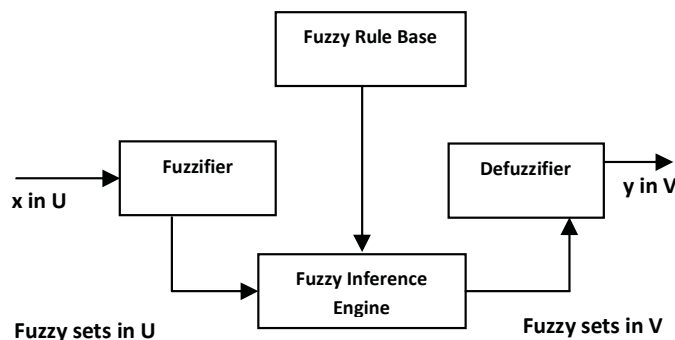 Fuzzy Rule Base
Fuzzifier
Defuzzifier
x in U
y in V
Fuzzy Inference
Engine
Fuzzy sets in U
Fuzzy sets in V